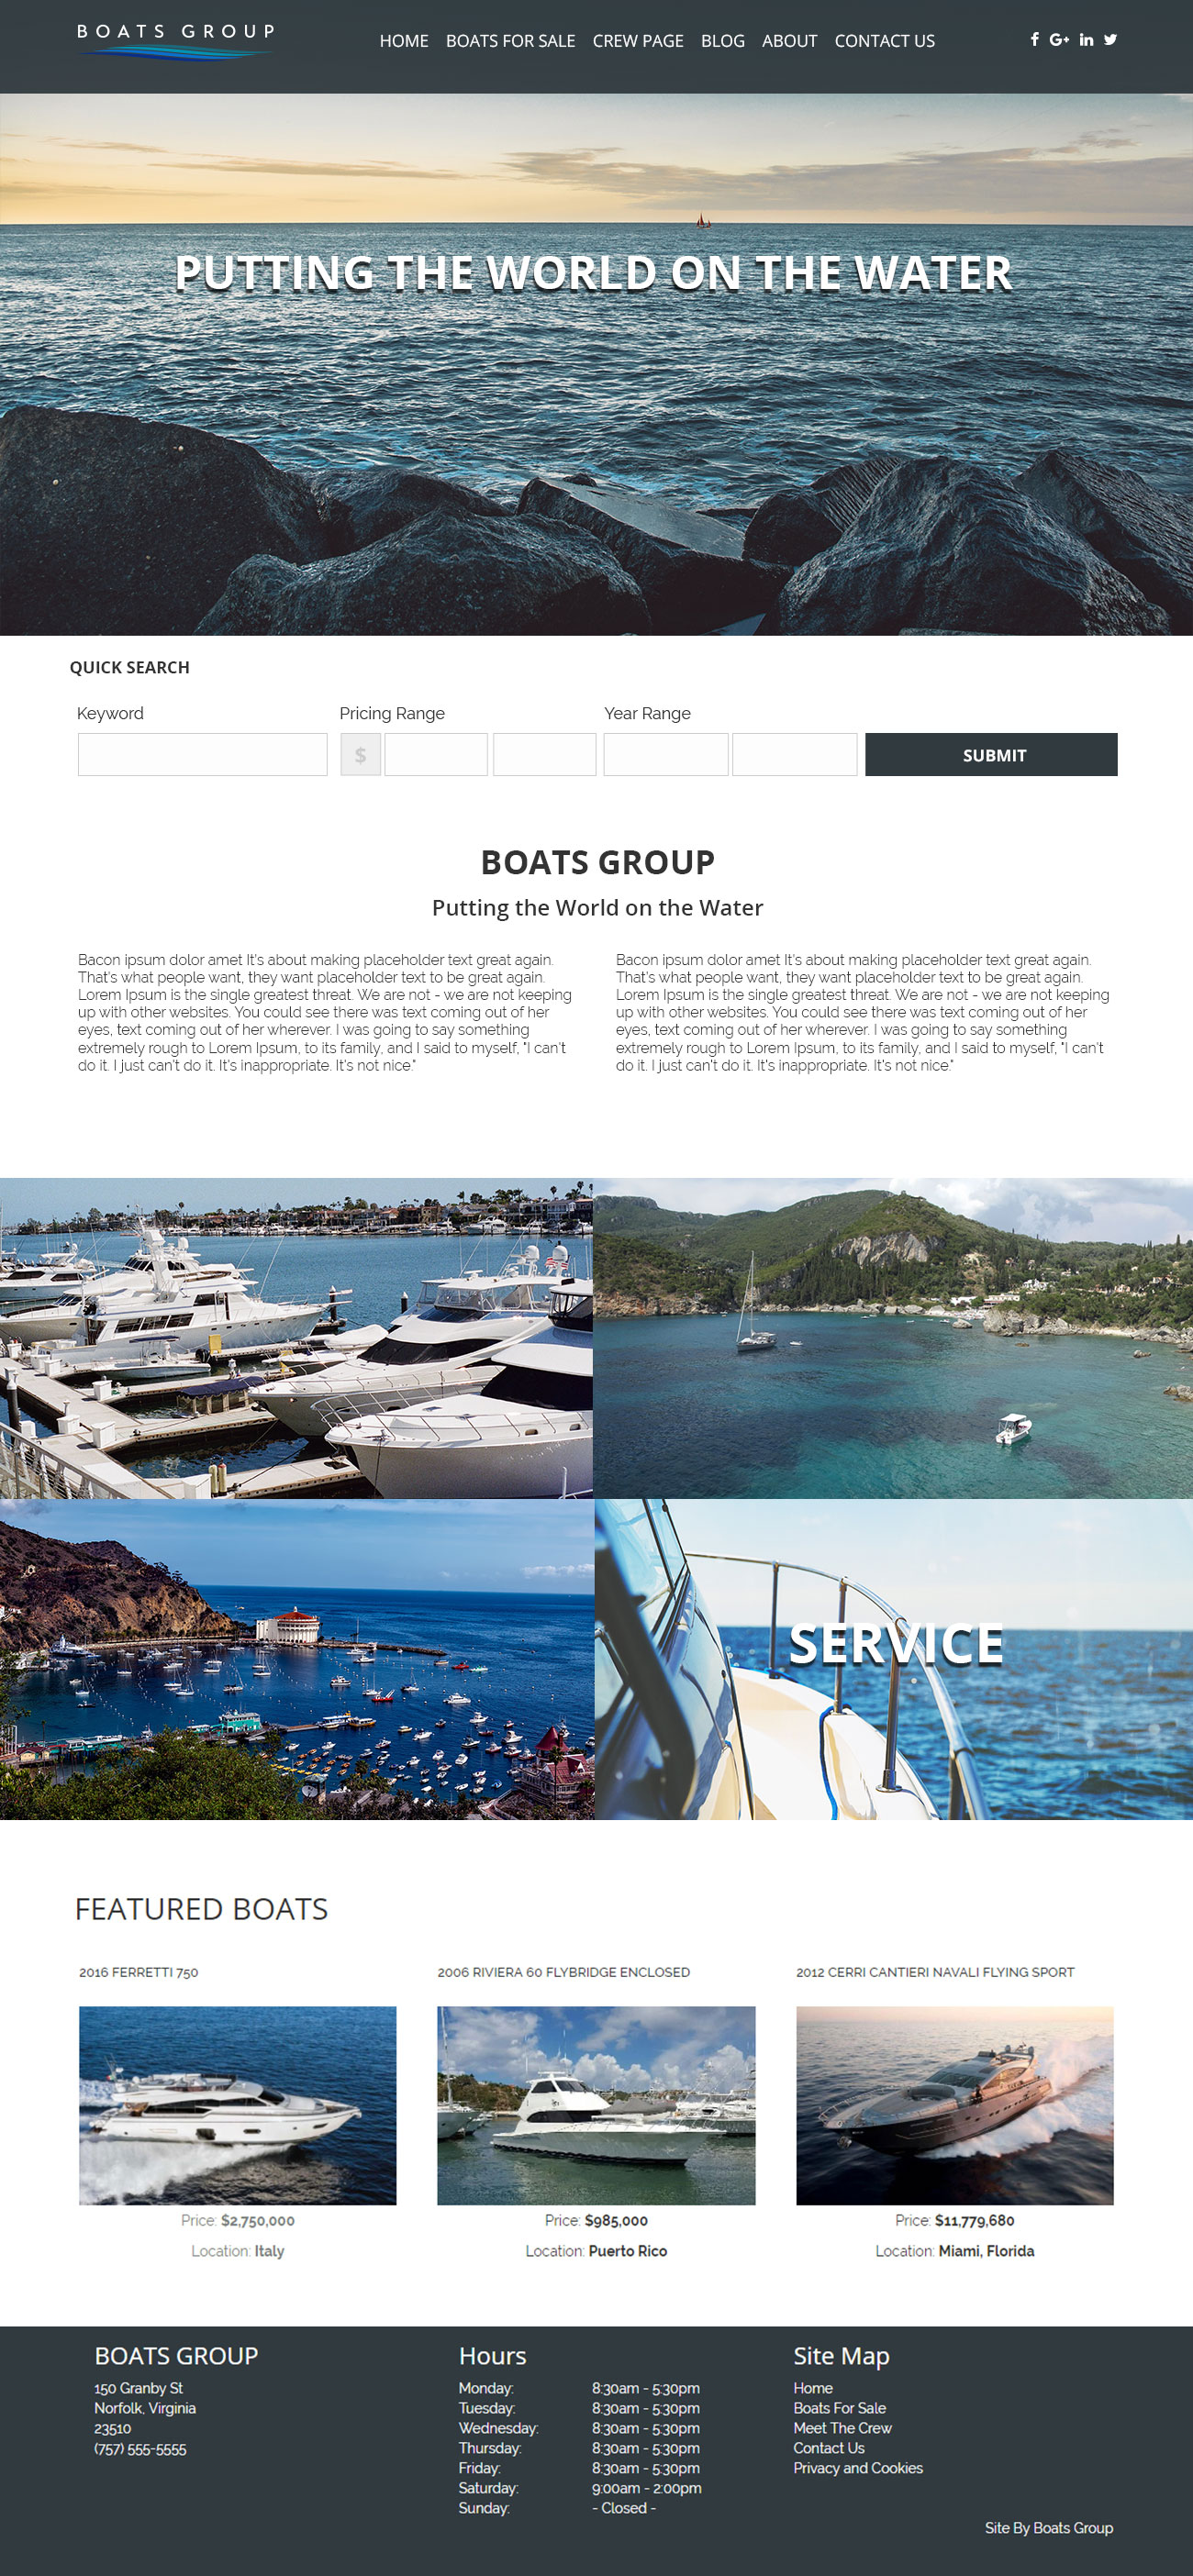 BOATS GROUP
HOME BOATS FOR SALE CREW PAGE BLOG ABOUT CONTACT US
G+ in
PUTTING THE WORLD ON THE WATER
QUICK SEARCH
Keyword Pricing Range Year Range
$ SUBMIT
BOATS GROUP
Putting the World on the Water
Bacon ipsum dolor amet It's about making placeholder text great again.
That's what people want, they want placeholder text to be great again.
Lorem Ipsum is the single greatest threat. We are not - we are not keeping
up with other websites. You could see there was text coming out of her
eyes, text coming out of her wherever. I was going to say something
extremely rough to Lorem Ipsum, to its family, and I said to myself, "I can't
do it. I just can't do it. It's inappropriate. It's not nice."
Bacon ipsum dolor amet It's about making placeholder text great again.
That's what people want, they want placeholder text to be great again.
Lorem Ipsum is the single greatest threat. We are not - we are not keeping
up with other websites. You could see there was text coming out of her
eyes, text coming out of her wherever. I was going to say something
extremely rough to Lorem Ipsum, to its family, and I said to myself, "I can't
do it. I just can't do it. It's inappropriate. It's not nice."
SERVICE
FEATURED BOATS
2016 FERRETTI 750
Price: $2,750,000
Location: Italy
2006 RIVIERA 60 FLYBRIDGE ENCLOSED
Price: $985,000
Location: Puerto Rico
2012 CERRI CANTIERI NAVALI FLYING SPORT
Price: $11,779,680
Location: Miami, Florida
BOATS GROUP
150 Granby St
Norfolk, Virginia
23510
(757) 555-5555
Hours
Monday: 8:30am - 5:30pm
Tuesday: 8:30am - 5:30pm
Wednesday: 8:30am - 5:30pm
Thursday: 8:30am - 5:30pm
Friday: 8:30am - 5:30pm
Saturday: 9:00am - 2:00pm
Sunday: - Closed -
Site Map
Home
Boats For Sale
Meet The Crew
Contact Us
Privacy and Cookies
Site By Boats Group